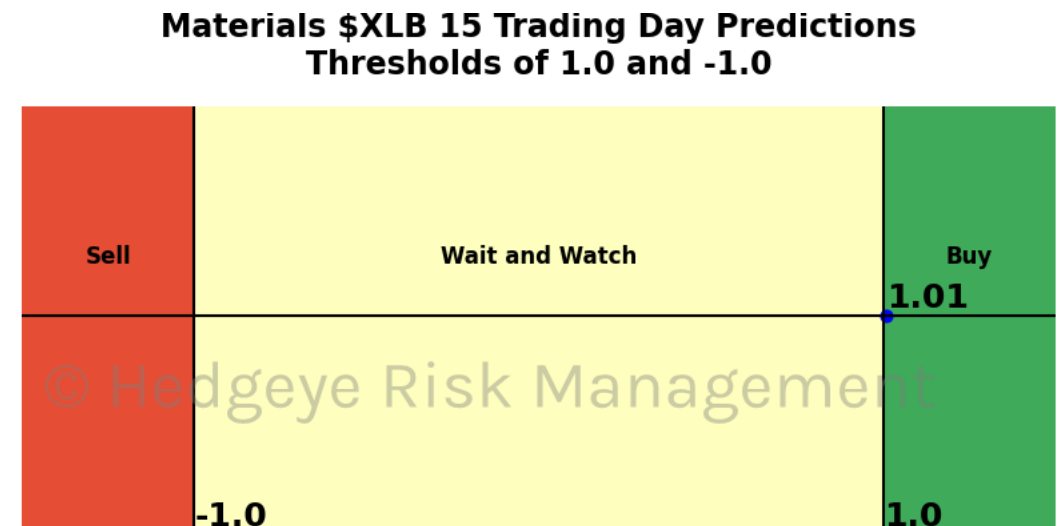 Materials $XLB 15 Trading Day Predictions
Thresholds of 1.0 and -1.0
Sell
Wait and Watch
Buy
1.01
© Hedgeye Risk Management
-1.0
1.0